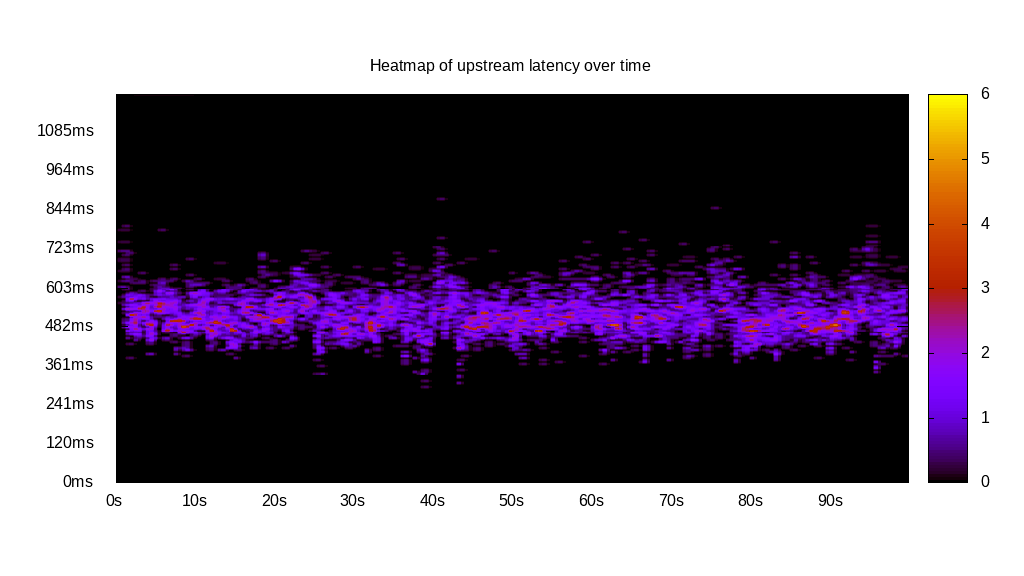 Heatmap of upstream latency over time
6
1085ms
5
964ms
844ms
4
723ms
603ms
3
482ms
2
361ms
241ms
1
120ms
0ms
0
0s 10s 20s 30s 40s 50s 60s 70s 80s 90s